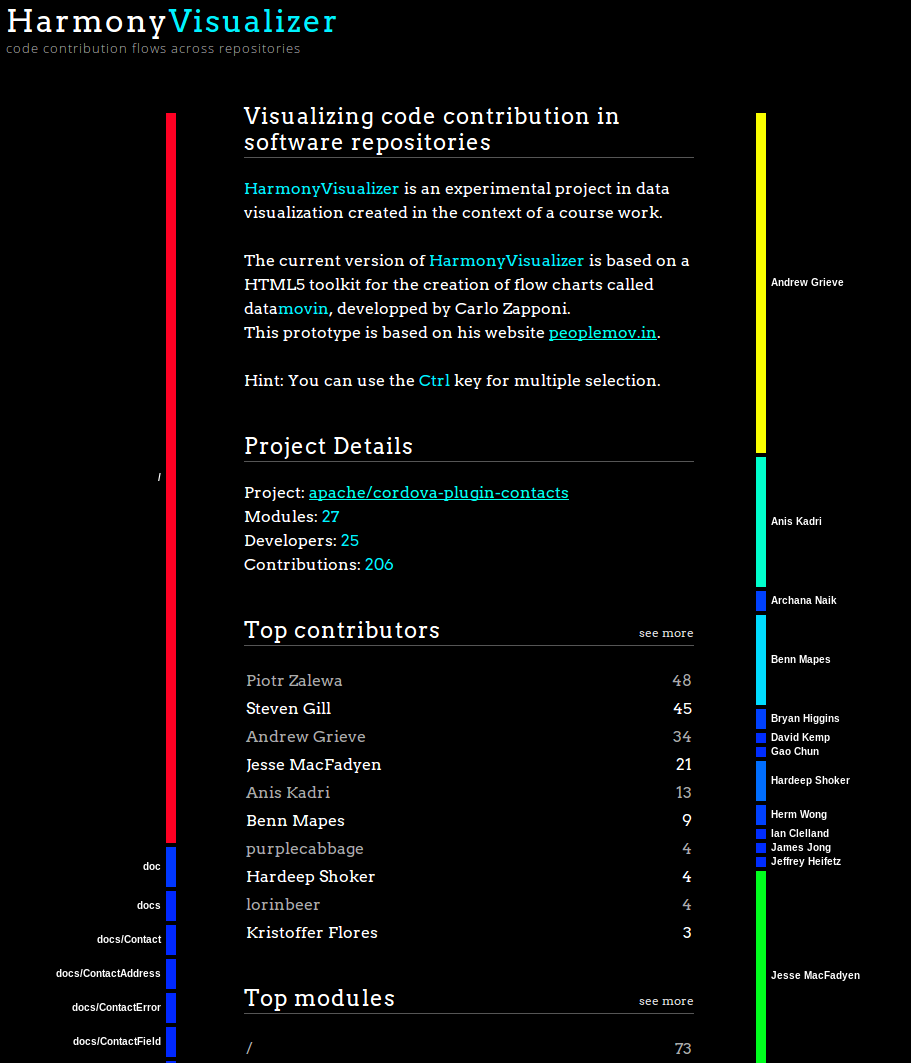 HarmonyVisualizer
code contribution flows across repositories
Visualizing code contribution in
software repositories
HarmonyVisualizer is an experimental project in data
visualization created in the context of a course work.
The current version of HarmonyVisualizer is based on a
HTML5 toolkit for the creation of flow charts called
datamovin, developped by Carlo Zapponi.
This prototype is based on his website peoplemov.in.
Hint: You can use the Ctrl key for multiple selection.
Project Details
Project: apache/cordova-plugin-contacts
Modules: 27
Developers: 25
Contributions: 206
Top contributors see more
Piotr Zalewa 48
Steven Gill 45
Andrew Grieve 34
Jesse MacFadyen 21
Anis Kadri 13
Benn Mapes 9
purplecabbage 4
Hardeep Shoker 4
lorinbeer 4
Kristoffer Flores 3
Top modules see more
/ 73
/
doc
docs
docs/Contact
docs/ContactAddress
docs/ContactError
docs/ContactField
Andrew Grieve
Anis Kadri
Archana Naik
Benn Mapes
Bryan Higgins
David Kemp
Gao Chun
Hardeep Shoker
Herm Wong
Ian Clelland
James Jong
Jeffrey Heifetz
Jesse MacFadyen